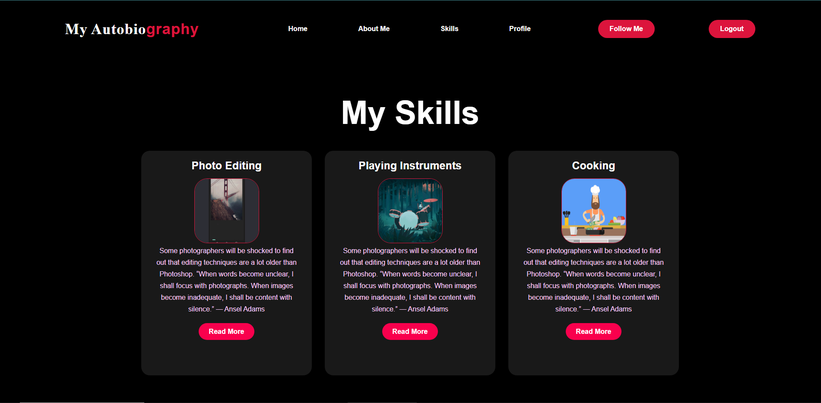 My Autobiography
Home
About Me
Skills
Profile
Follow Me
Logout
My Skills
Photo Editing
Some photographers will be shocked to find
out that editing techniques are a lot older than
Photoshop. "When words become unclear, I
shall focus with photographs. When images
become inadequate, I shall be content with
silence." — Ansel Adams
Read More
Playing Instruments
Some photographers will be shocked to find
out that editing techniques are a lot older than
Photoshop. "When words become unclear, I
shall focus with photographs. When images
become inadequate, I shall be content with
silence." — Ansel Adams
Read More
Cooking
Some photographers will be shocked to find
out that editing techniques are a lot older than
Photoshop. "When words become unclear, I
shall focus with photographs. When images
become inadequate, I shall be content with
silence." — Ansel Adams
Read More